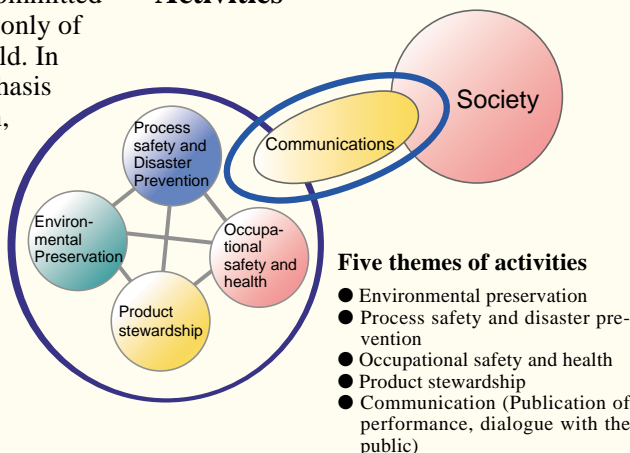 only of
ld. In
Activities
Society
Communications
Process
safety and
Disaster
Prevention
Environ-
mental
Preservation
Occupa-
tional
safety and
health
Product
stewardship
Five themes of activities
● Environmental preservation
● Process safety and disaster pre-
vention
● Occupational safety and health
● Product stewardship
● Communication (Publication of
performance, dialogue with the
public)